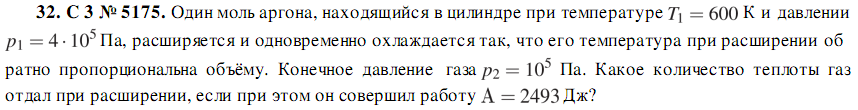 32. С 3 № 5175. Один моль аргона, находящийся в цилиндре при температуре T₁ = 600 К и давлении
p₁ = 4 · 10⁵ Па, расширяется и одновременно охлаждается так, что его температура при расширении об
ратно пропорциональна объёму. Конечное давление газа p₂ = 10⁵ Па. Какое количество теплоты газ
отдал при расширении, если при этом он совершил работу A = 2493 Дж?